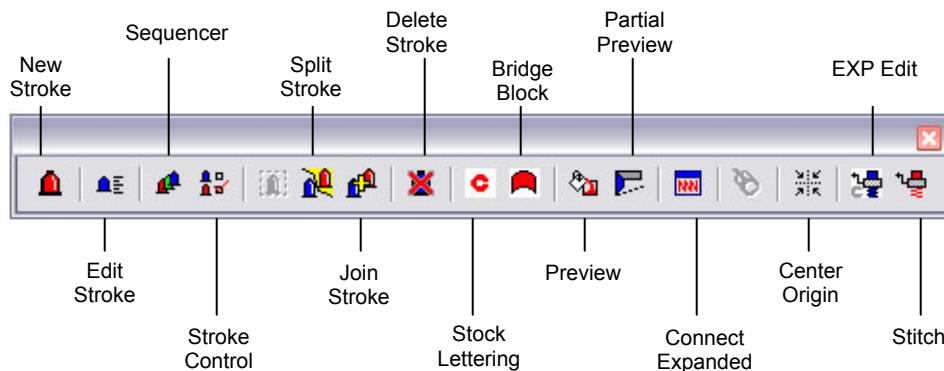 New
Stroke
Sequencer
Split
Stroke
Delete
Stroke
Bridge
Block
Partial
Preview
EXP Edit
Edit
Stroke
Stroke
Control
Join
Stroke
Stock
Lettering
Preview
Connect
Expanded
Center
Origin
Stitch